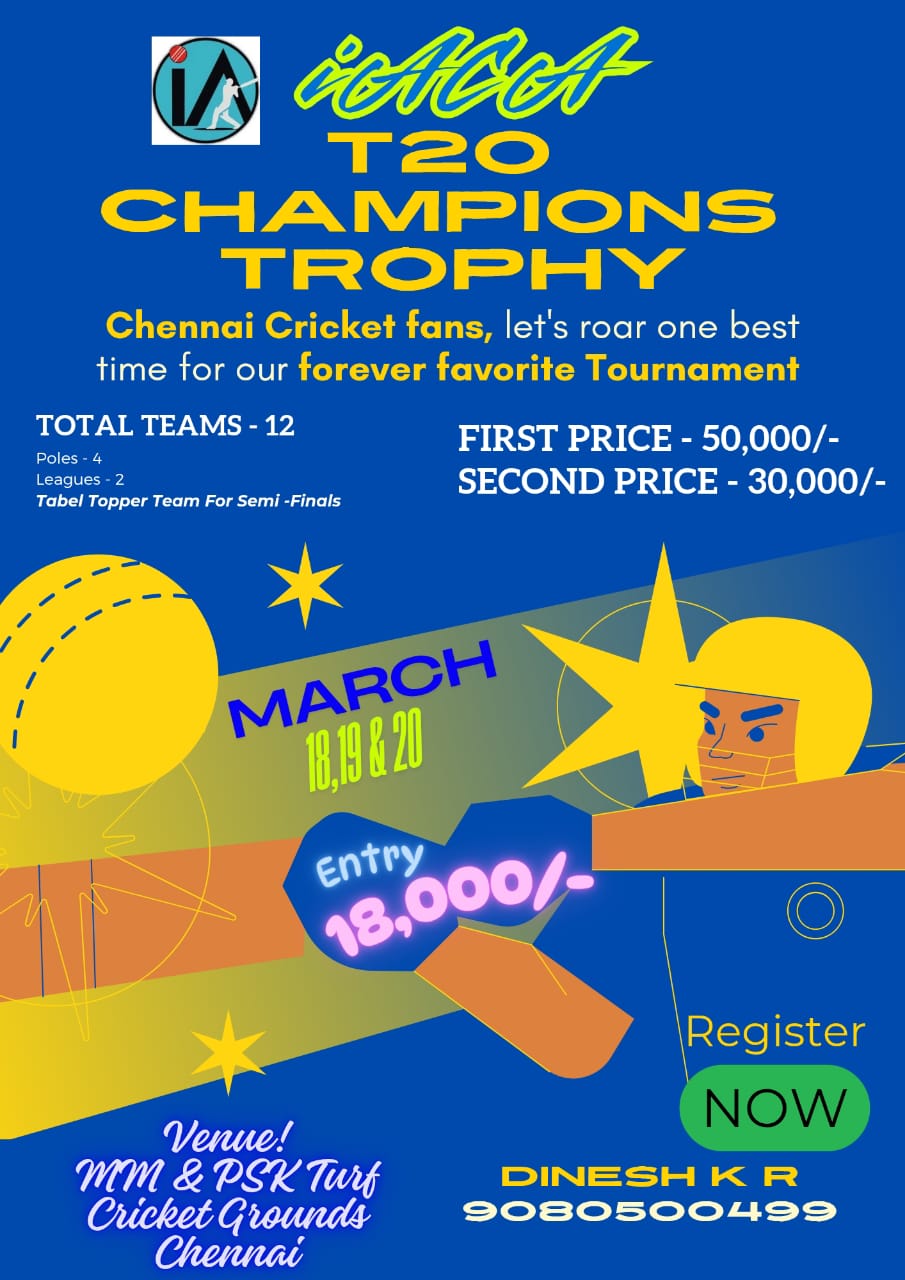 iA
iACA
T20
CHAMPIONS
TROPHY
Chennai Cricket fans, let's roar one best
time for our forever favorite Tournament
TOTAL TEAMS - 12
Poles - 4
Leagues - 2
Tabel Topper Team For Semi -Finals
FIRST PRICE - 50,000/-
SECOND PRICE - 30,000/-
MARCH
18,19 & 20
Entry
18,000/-
Register
NOW
Venue!
MM & PSK Turf
Cricket Grounds
Chennai
DINESH K R
9080500499